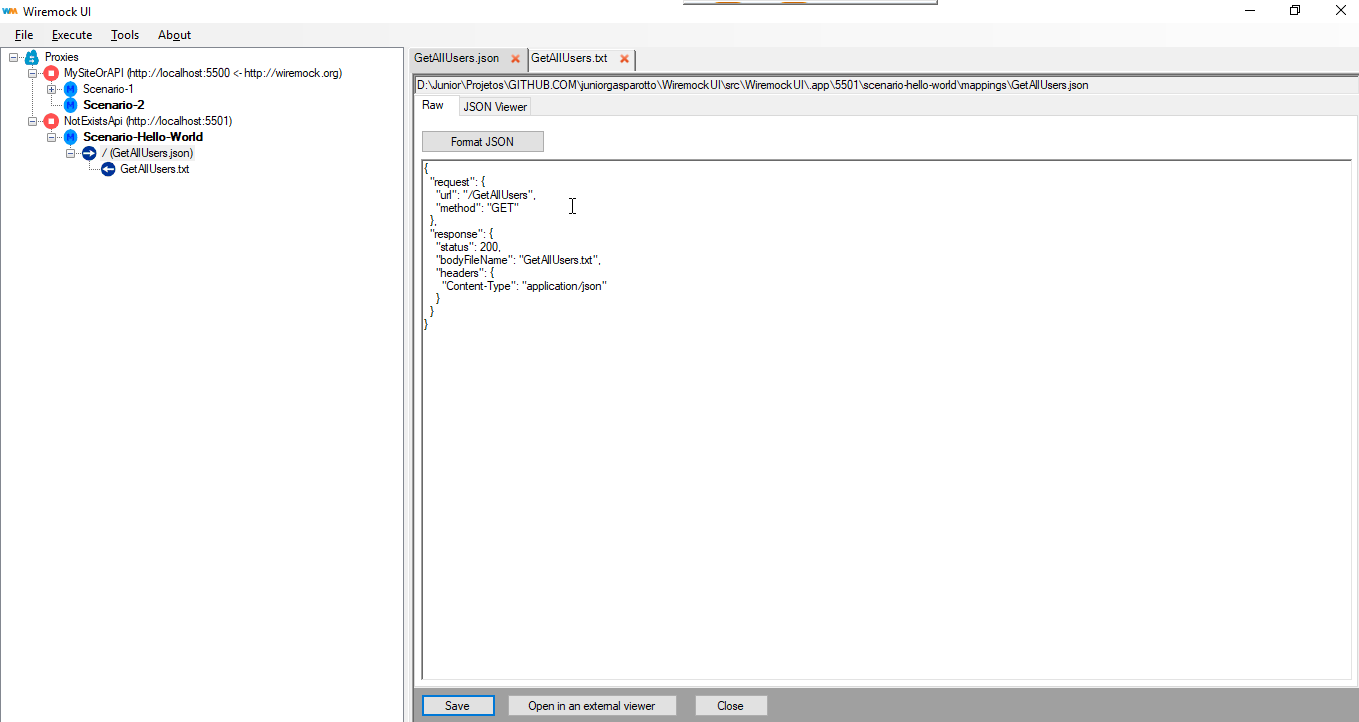 WM Wiremock UI
File Execute Tools About
Proxies
MySiteOrAPI (http://localhost:5500 <- http://wiremock.org)
Scenario-1
M Scenario-2
NotExistsApi (http://localhost:5501)
M Scenario-Hello-World
/ (GetAllUsers.json)
GetAllUsers.txt
GetAllUsers.json GetAllUsers.txt
D:\Junior\Projetos\GITHUB.COM\juniorgasparotto\WiremockUI\src\WiremockUI\.app\5501\scenario-hello-world\mappings\GetAllUsers.json
Raw JSON Viewer
Format JSON
{
"request": {
"url": "/GetAllUsers",
"method": "GET"
},
"response": {
"status": 200,
"bodyFileName": "GetAllUsers.txt",
"headers": {
"Content-Type": "application/json"
}
}
}
Save Open in an external viewer Close